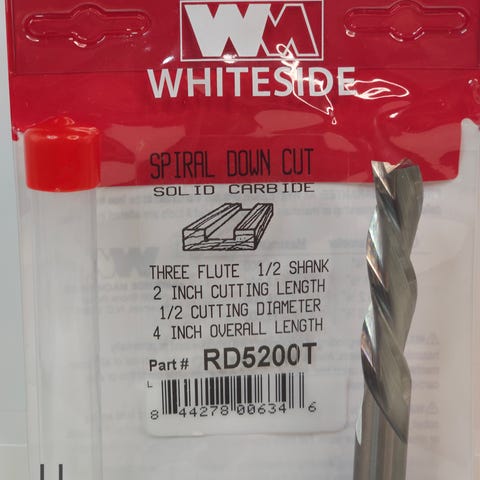 WM
WHITESIDE
SPIRAL DOWN CUT
SOLID CARBIDE
THREE FLUTE 1/2 SHANK
2 INCH CUTTING LENGTH
1/2 CUTTING DIAMETER
4 INCH OVERALL LENGTH
Part # RD5200T
L
8 44278 00634 6